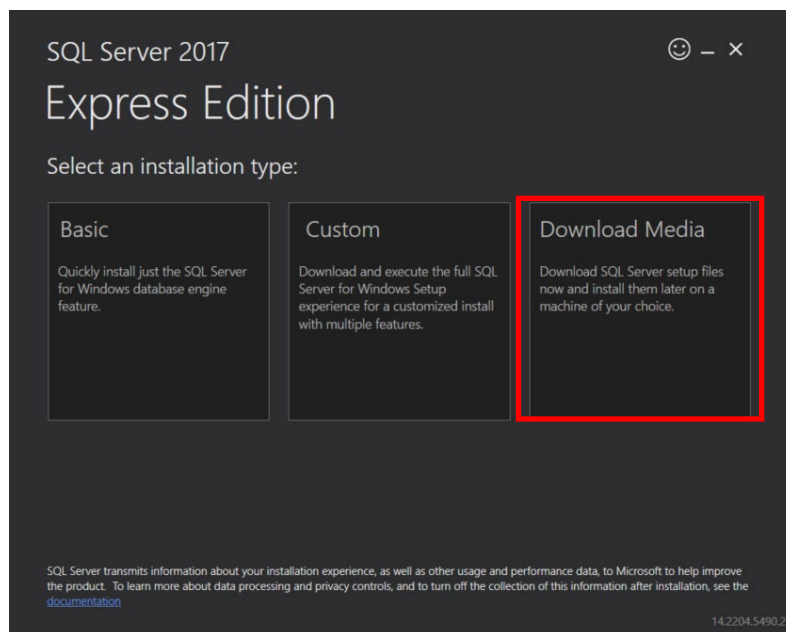 SQL Server 2017
Express Edition
Select an installation type:
Basic
Quickly install just the SQL Server
for Windows database engine
feature.
Custom
Download and execute the full SQL
Server for Windows Setup
experience for a customized install
with multiple features.
Download Media
Download SQL Server setup files
now and install them later on a
machine of your choice.
SQL Server transmits information about your installation experience, as well as other usage and performance data, to Microsoft to help improve
the product. To learn more about data processing and privacy controls, and to turn off the collection of this information after installation, see the
documentation
14.2204.5490.2